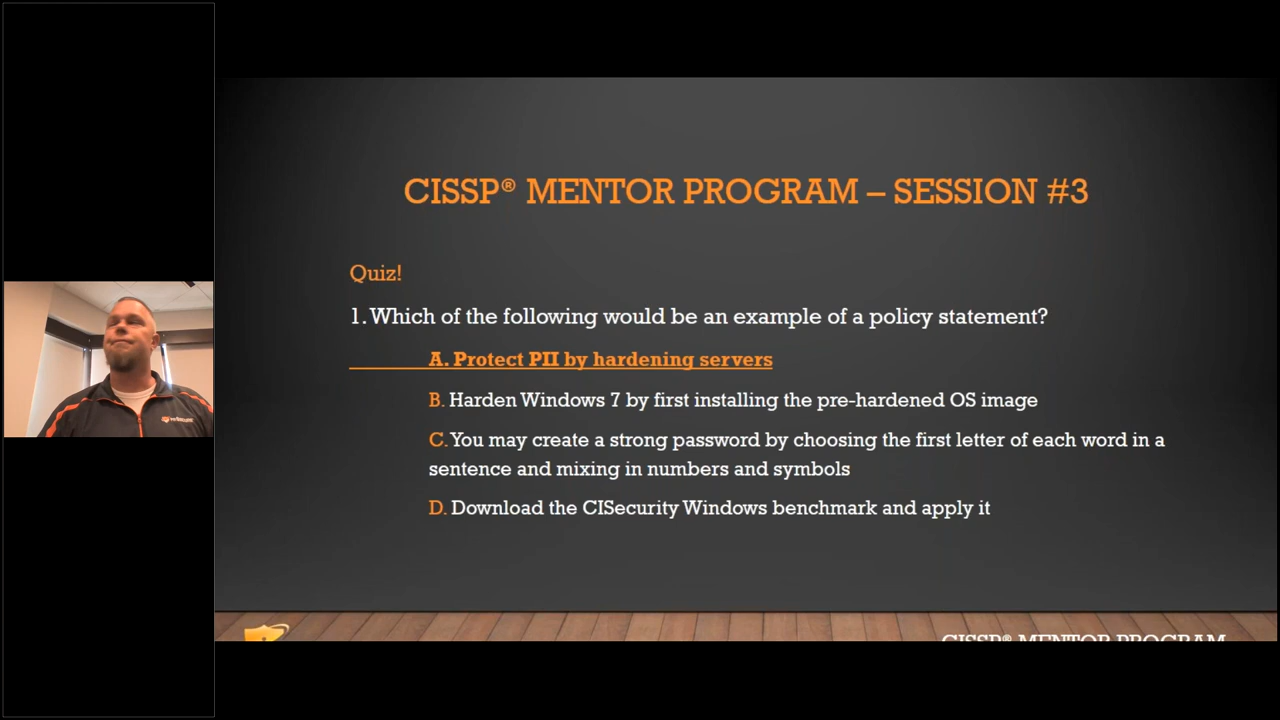 CISSP® MENTOR PROGRAM – SESSION #3
Quiz!
1. Which of the following would be an example of a policy statement?
A. Protect PII by hardening servers
B. Harden Windows 7 by first installing the pre-hardened OS image
C. You may create a strong password by choosing the first letter of each word in a
sentence and mixing in numbers and symbols
D. Download the CISecurity Windows benchmark and apply it
CISSP® MENTOR PROGRAM